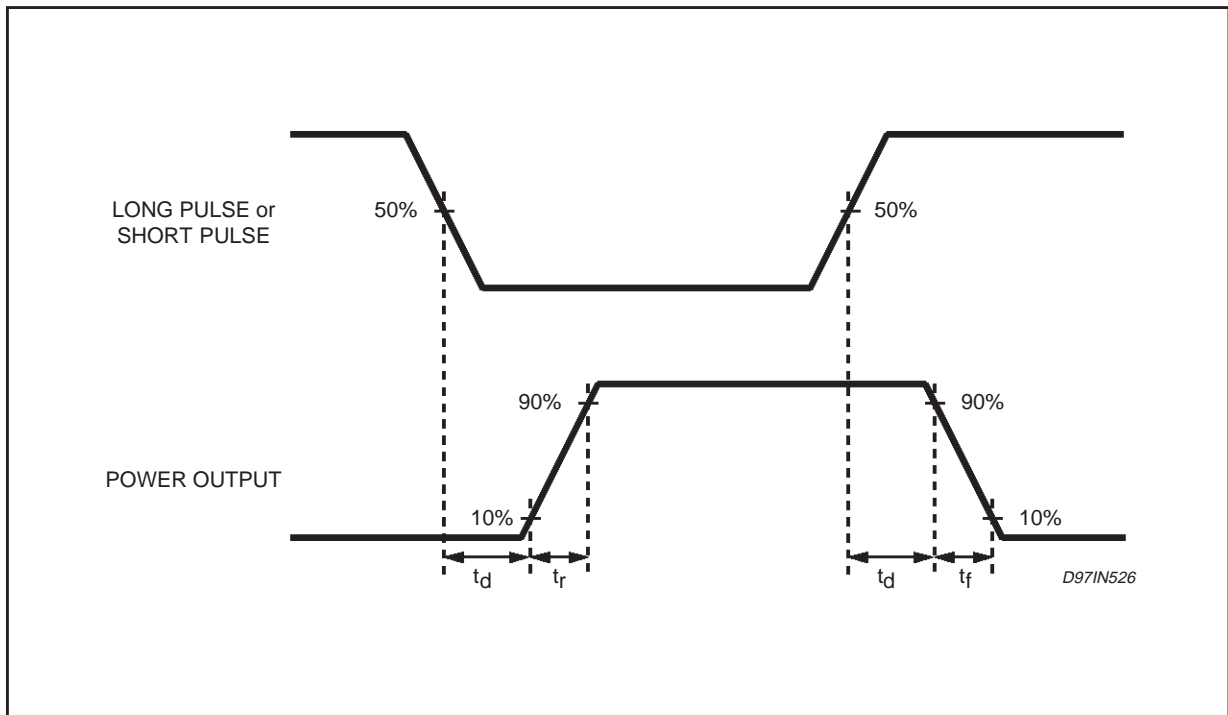 LONG PULSE or
SHORT PULSE
50%
50%
90%
90%
POWER OUTPUT
10%
10%
td
tr
td
tf
D97IN526